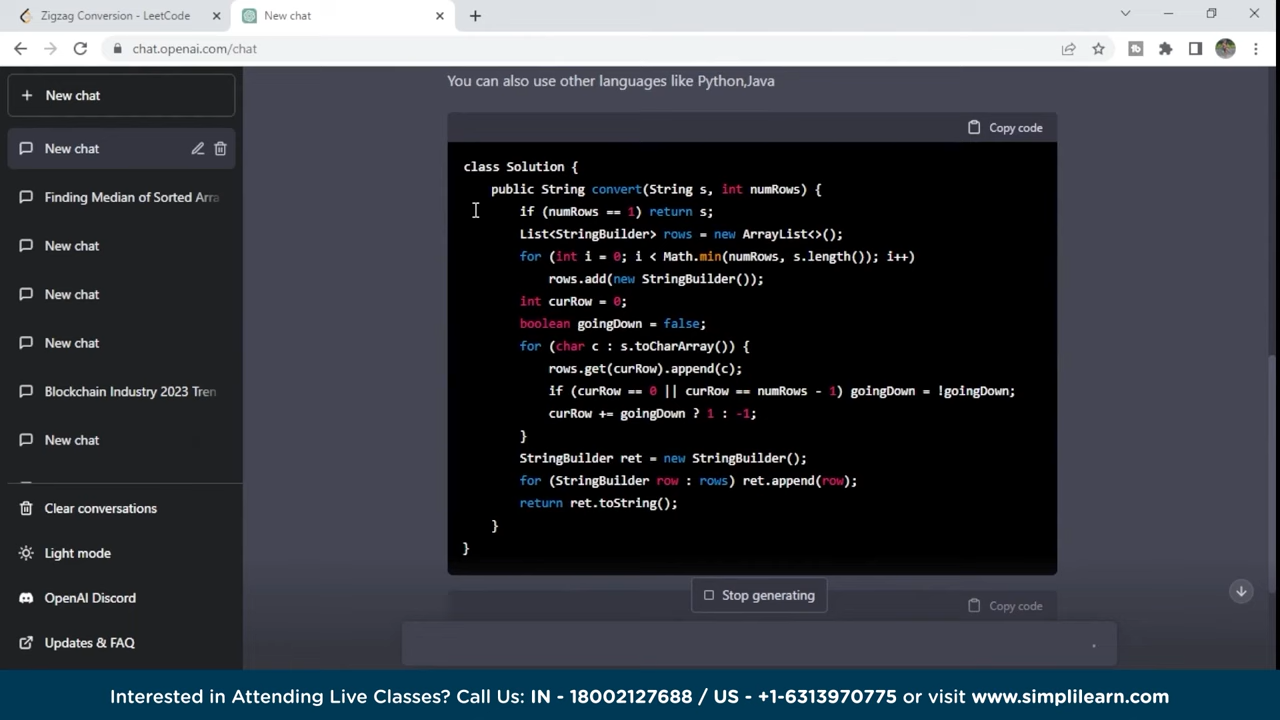 Zigzag Conversion - LeetCode
New chat
chat.openai.com/chat
New chat
New chat
Finding Median of Sorted Arra
New chat
New chat
New chat
Blockchain Industry 2023 Tren
New chat
Clear conversations
Light mode
OpenAI Discord
Updates & FAQ
You can also use other languages like Python,Java
Copy code
class Solution {
public String convert(String s, int numRows) {
if (numRows == 1) return s;
List<StringBuilder> rows = new ArrayList<>();
for (int i = 0; i < Math.min(numRows, s.length()); i++)
rows.add(new StringBuilder());
int curRow = 0;
boolean goingDown = false;
for (char c : s.toCharArray()) {
rows.get(curRow).append(c);
if (curRow == 0 || curRow == numRows - 1) goingDown = !goingDown;
curRow += goingDown ? 1 : -1;
}
StringBuilder ret = new StringBuilder();
for (StringBuilder row : rows) ret.append(row);
return ret.toString();
}
}
Stop generating
Copy code
Interested in Attending Live Classes? Call Us: IN - 18002127688 / US - +1-6313970775 or visit www.simplilearn.com